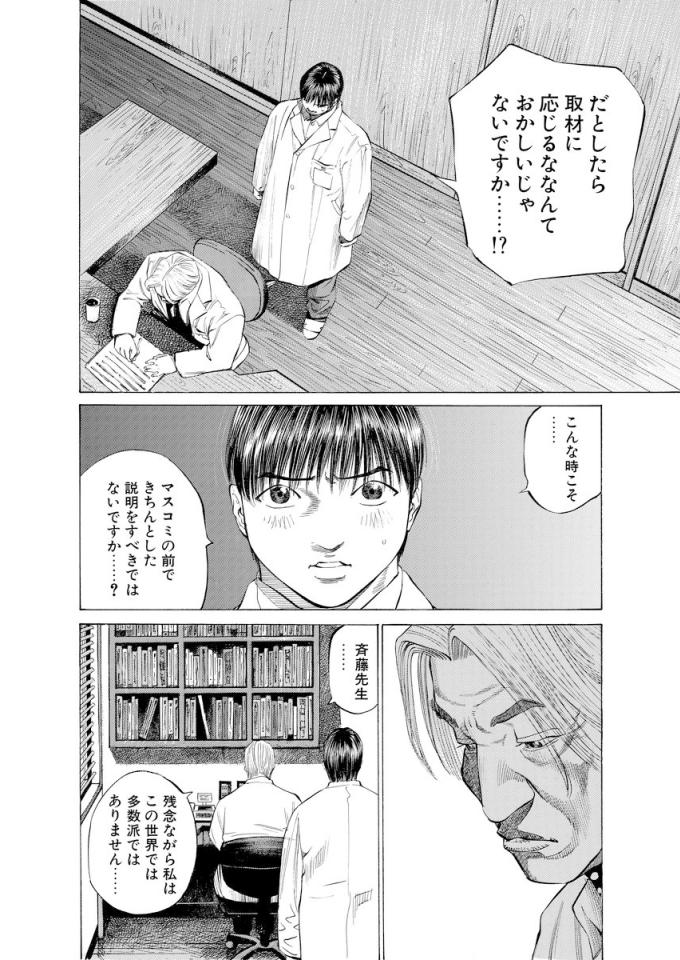 だとしたら
取材に
応じるななんて
おかしいじゃ
ないですか……!?
こんな時こそ
……
マスコミの前で
きちんとした
説明をすべきでは
ないですか……?
斉藤先生
……
残念ながら私は
この世界では
多数派では
ありません……